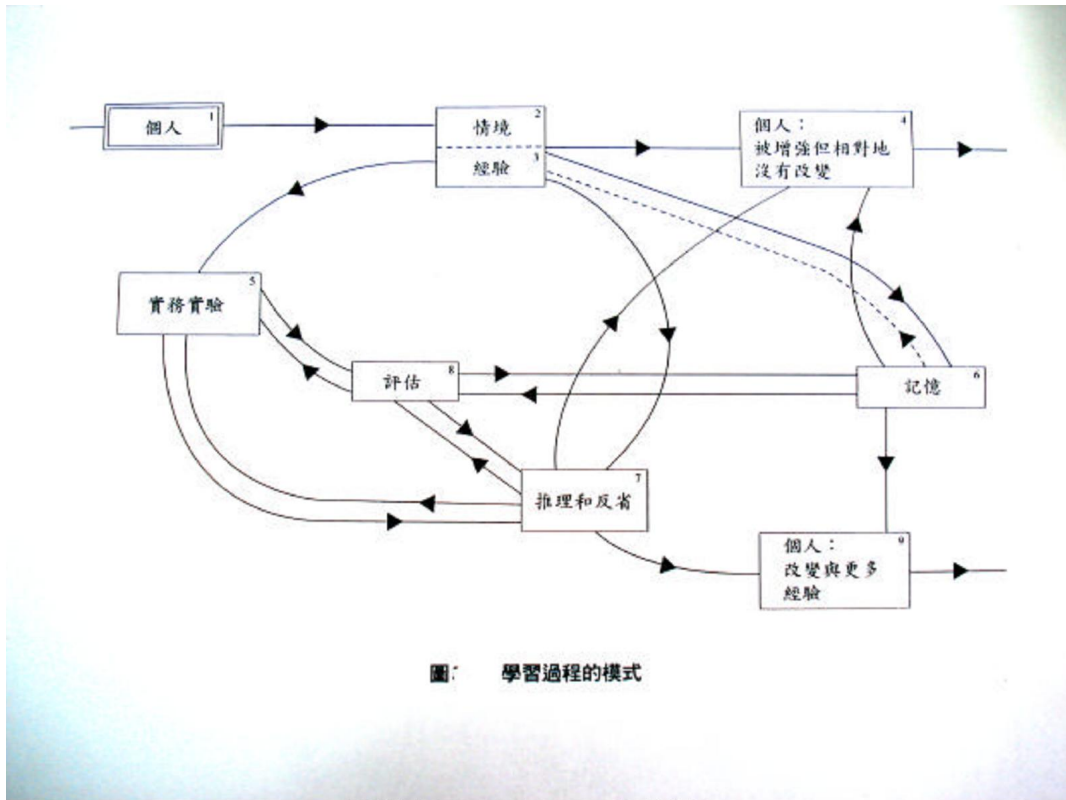 個人 1
情境 2
經驗 3
個人： 4
被增強但相對地
沒有改變
實務實驗 5
評估 8
記憶 6
推理和反省 7
個人： 9
改變與更多
經驗
圖: 學習過程的模式